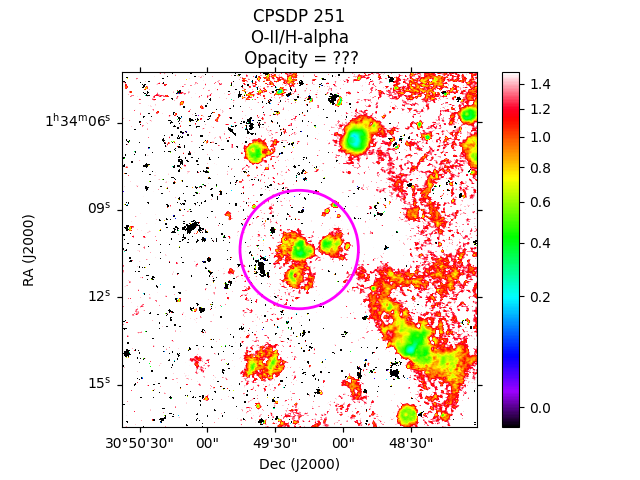 CPSDP 251
O-II/H-alpha
Opacity = ???
1h34m06s
09s
12s
15s
RA (J2000)
30°50'30" 00" 49'30" 00" 48'30"
Dec (J2000)
1.4
1.2
1.0
0.8
0.6
0.4
0.2
0.0